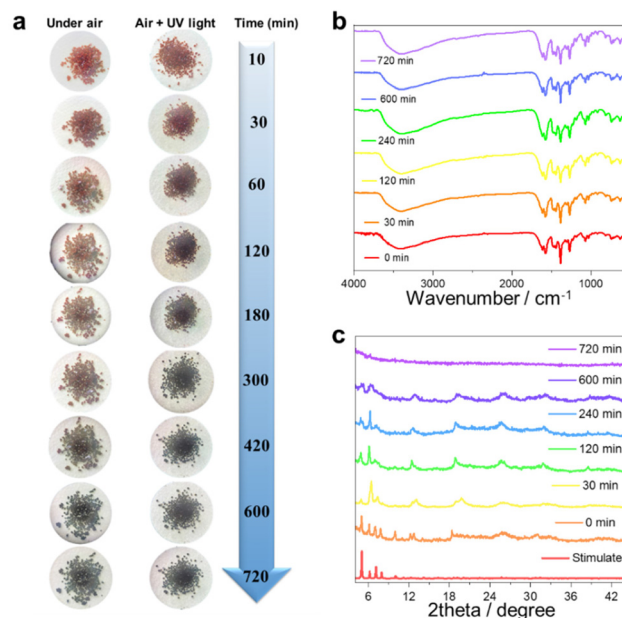 a
Under air
Air + UV light
Time (min)
10
30
60
120
180
300
420
600
720
b
720 min
600 min
240 min
120 min
30 min
0 min
4000 3000 2000 1000
Wavenumber / cm⁻¹
c
720 min
600 min
240 min
120 min
30 min
0 min
Stimulate
6 12 18 24 30 36 42
2theta / degree